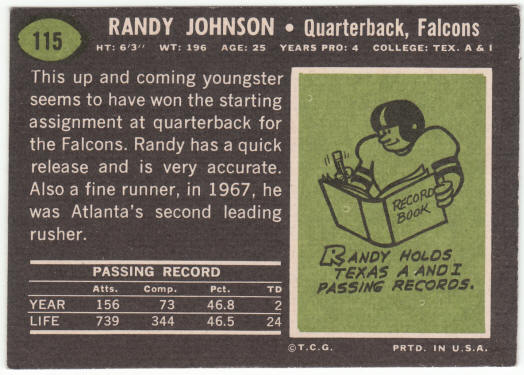 115
RANDY JOHNSON • Quarterback, Falcons
HT: 6'3" WT: 196 AGE: 25 YEARS PRO: 4 COLLEGE: TEX. A & I
This up and coming youngster
seems to have won the starting
assignment at quarterback for
the Falcons. Randy has a quick
release and is very accurate.
Also a fine runner, in 1967, he
was Atlanta's second leading
rusher.
PASSING RECORD
Atts. Comp. Pct. TD
YEAR 156 73 46.8 2
LIFE 739 344 46.5 24
RECORD
BOOK
RANDY HOLDS
TEXAS A AND I
PASSING RECORDS.
©T.C.G. PRTD. IN U.S.A.